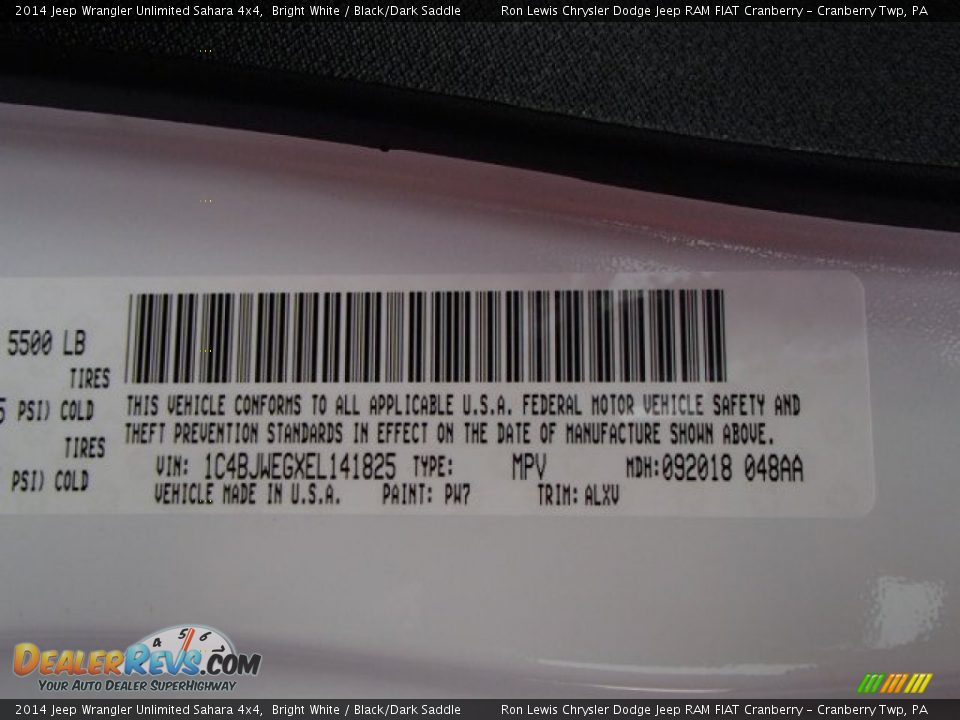 2014 Jeep Wrangler Unlimited Sahara 4x4, Bright White / Black/Dark Saddle Ron Lewis Chrysler Dodge Jeep RAM FIAT Cranberry - Cranberry Twp, PA
5500 LB
TIRES
PSI) COLD
TIRES
PSI) COLD
THIS VEHICLE CONFORMS TO ALL APPLICABLE U.S.A. FEDERAL MOTOR VEHICLE SAFETY AND
THEFT PREVENTION STANDARDS IN EFFECT ON THE DATE OF MANUFACTURE SHOWN ABOVE.
VIN: 1C4BJWEGXEL141825 TYPE: MPV MDH:092018 048AA
VEHICLE MADE IN U.S.A. PAINT: PW7 TRIM: ALXV
4 5 6
DEALERREVS.COM
YOUR AUTO DEALER SUPERHIGHWAY
2014 Jeep Wrangler Unlimited Sahara 4x4, Bright White / Black/Dark Saddle Ron Lewis Chrysler Dodge Jeep RAM FIAT Cranberry - Cranberry Twp, PA